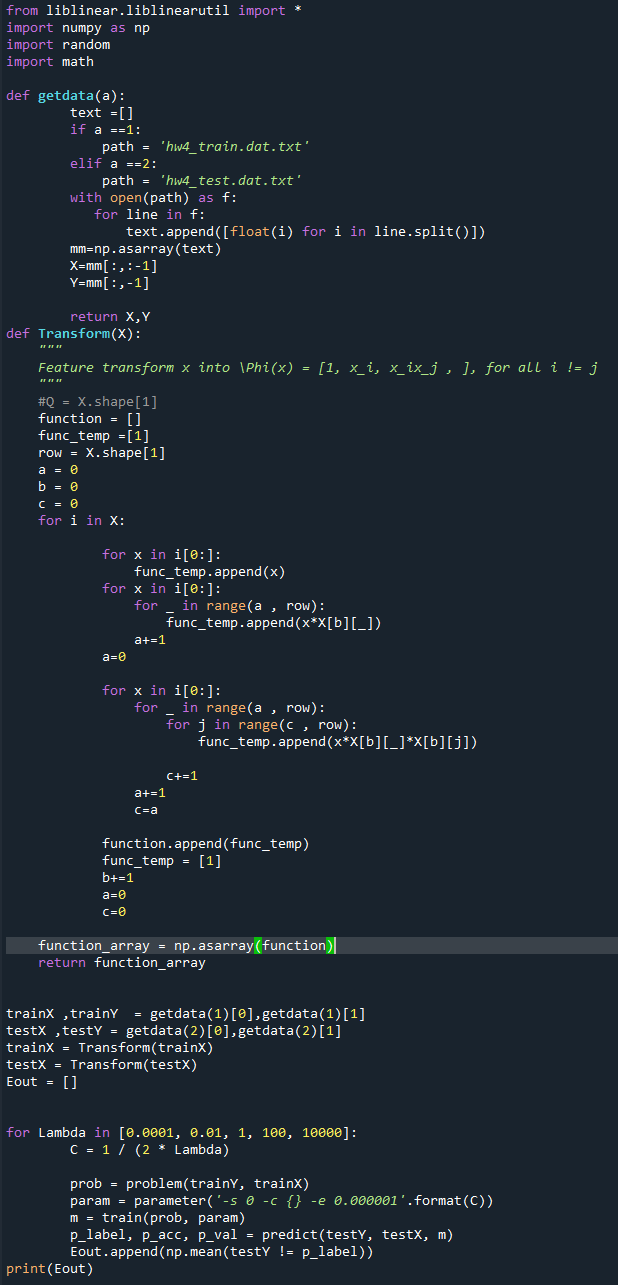 from liblinear.liblinearutil import *
import numpy as np
import random
import math
def getdata(a):
text =[]
if a ==1:
path = 'hw4_train.dat.txt'
elif a ==2:
path = 'hw4_test.dat.txt'
with open(path) as f:
for line in f:
text.append([float(i) for i in line.split()])
mm=np.asarray(text)
X=mm[:,:-1]
Y=mm[:,-1]
return X,Y
def Transform(X):
"""
Feature transform x into \Phi(x) = [1, x_i, x_ix_j , ], for all i != j
"""
#Q = X.shape[1]
function = []
func_temp =[1]
row = X.shape[1]
a = 0
b = 0
c = 0
for i in X:
for x in i[0:]:
func_temp.append(x)
for x in i[0:]:
for _ in range(a , row):
func_temp.append(x*X[b][_])
a+=1
a=0
for x in i[0:]:
for _ in range(a , row):
for j in range(c , row):
func_temp.append(x*X[b][_]*X[b][j])
c+=1
a+=1
c=a
function.append(func_temp)
func_temp = [1]
b+=1
a=0
c=0
function_array = np.asarray(function)
return function_array
trainX ,trainY  = getdata(1)[0],getdata(1)[1]
testX ,testY = getdata(2)[0],getdata(2)[1]
trainX = Transform(trainX)
testX = Transform(testX)
Eout = []
for Lambda in [0.0001, 0.01, 1, 100, 10000]:
C = 1 / (2 * Lambda)
prob = problem(trainY, trainX)
param = parameter('-s 0 -c {} -e 0.000001'.format(C))
m = train(prob, param)
p_label, p_acc, p_val = predict(testY, testX, m)
Eout.append(np.mean(testY != p_label))
print(Eout)